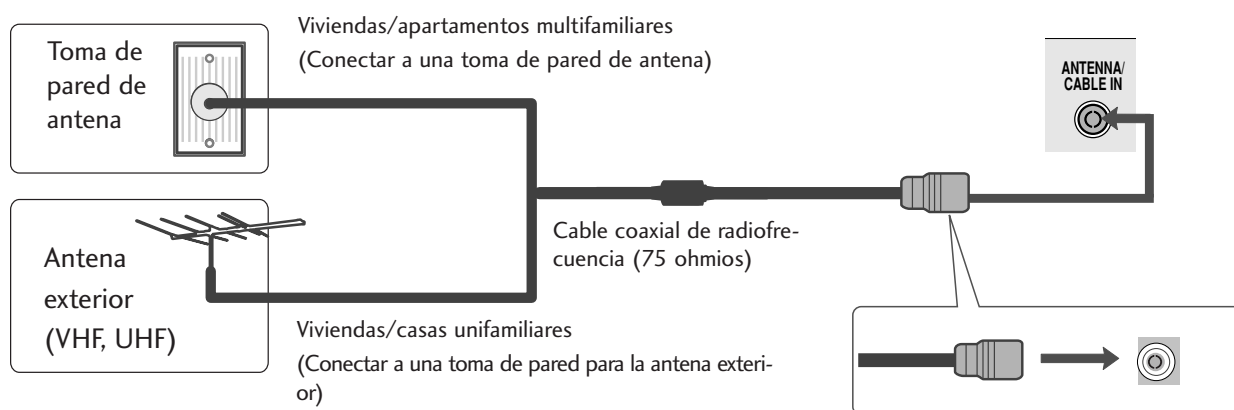 Viviendas/apartamentos multifamiliares
(Conectar a una toma de pared de antena)
Toma de
pared de
antena
ANTENNA/
CABLE IN
Antena
exterior
(VHF, UHF)
Cable coaxial de radiofre-
cuencia (75 ohmios)
Viviendas/casas unifamiliares
(Conectar a una toma de pared para la antena exteri-
or)